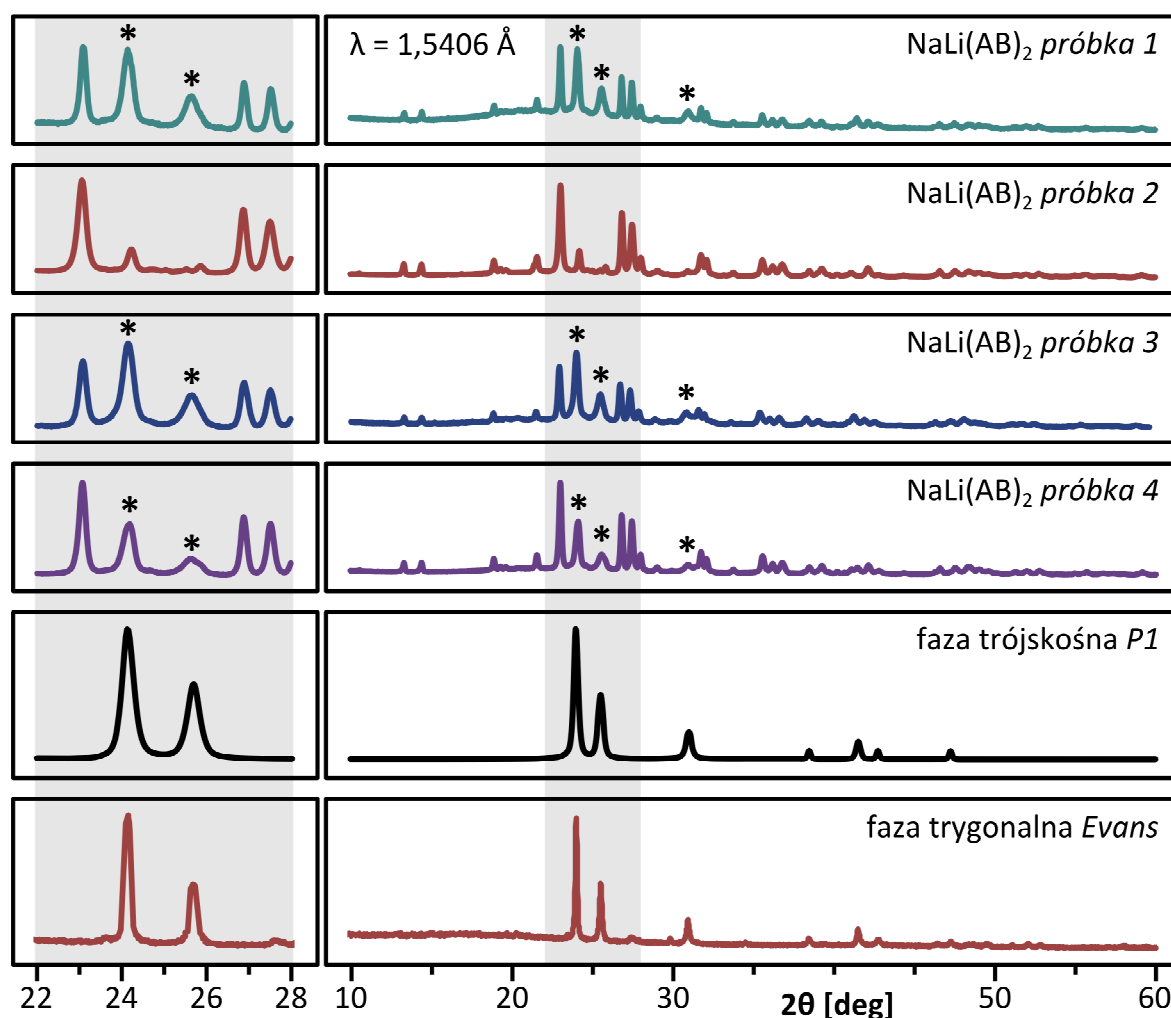 * *
λ = 1,5406 Å * * * NaLi(AB)₂ próbka 1
NaLi(AB)₂ próbka 2
* *
* * * NaLi(AB)₂ próbka 3
* *
* * * NaLi(AB)₂ próbka 4
faza trójskośna P1
faza trygonalna Evans
22 24 26 28 10 20 30 50 60
2θ [deg]